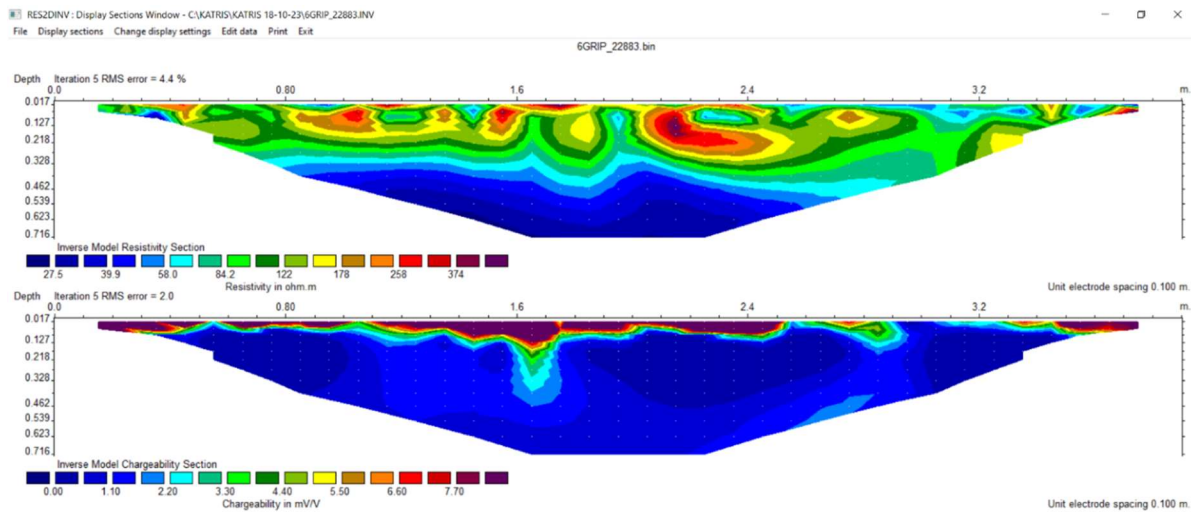 RES2DINV : Display Sections Window - C:\KATRIS\KATRIS 18-10-23\6GRIP_22883.INV
File Display sections Change display settings Edit data Print Exit
6GRIP_22883.bin
Depth Iteration 5 RMS error = 4.4 %
0.0 0.80 1.6 2.4 3.2 m.
0.017
0.127
0.218
0.328
0.462
0.539
0.623
0.716
Inverse Model Resistivity Section
27.5 39.9 58.0 84.2 122 178 258 374
Resistivity in ohm.m
Unit electrode spacing 0.100 m.
Depth Iteration 5 RMS error = 2.0
0.0 0.80 1.6 2.4 3.2 m.
0.017
0.127
0.218
0.328
0.462
0.539
0.623
0.716
Inverse Model Chargeability Section
0.00 1.10 2.20 3.30 4.40 5.50 6.60 7.70
Chargeability in mV/V
Unit electrode spacing 0.100 m.